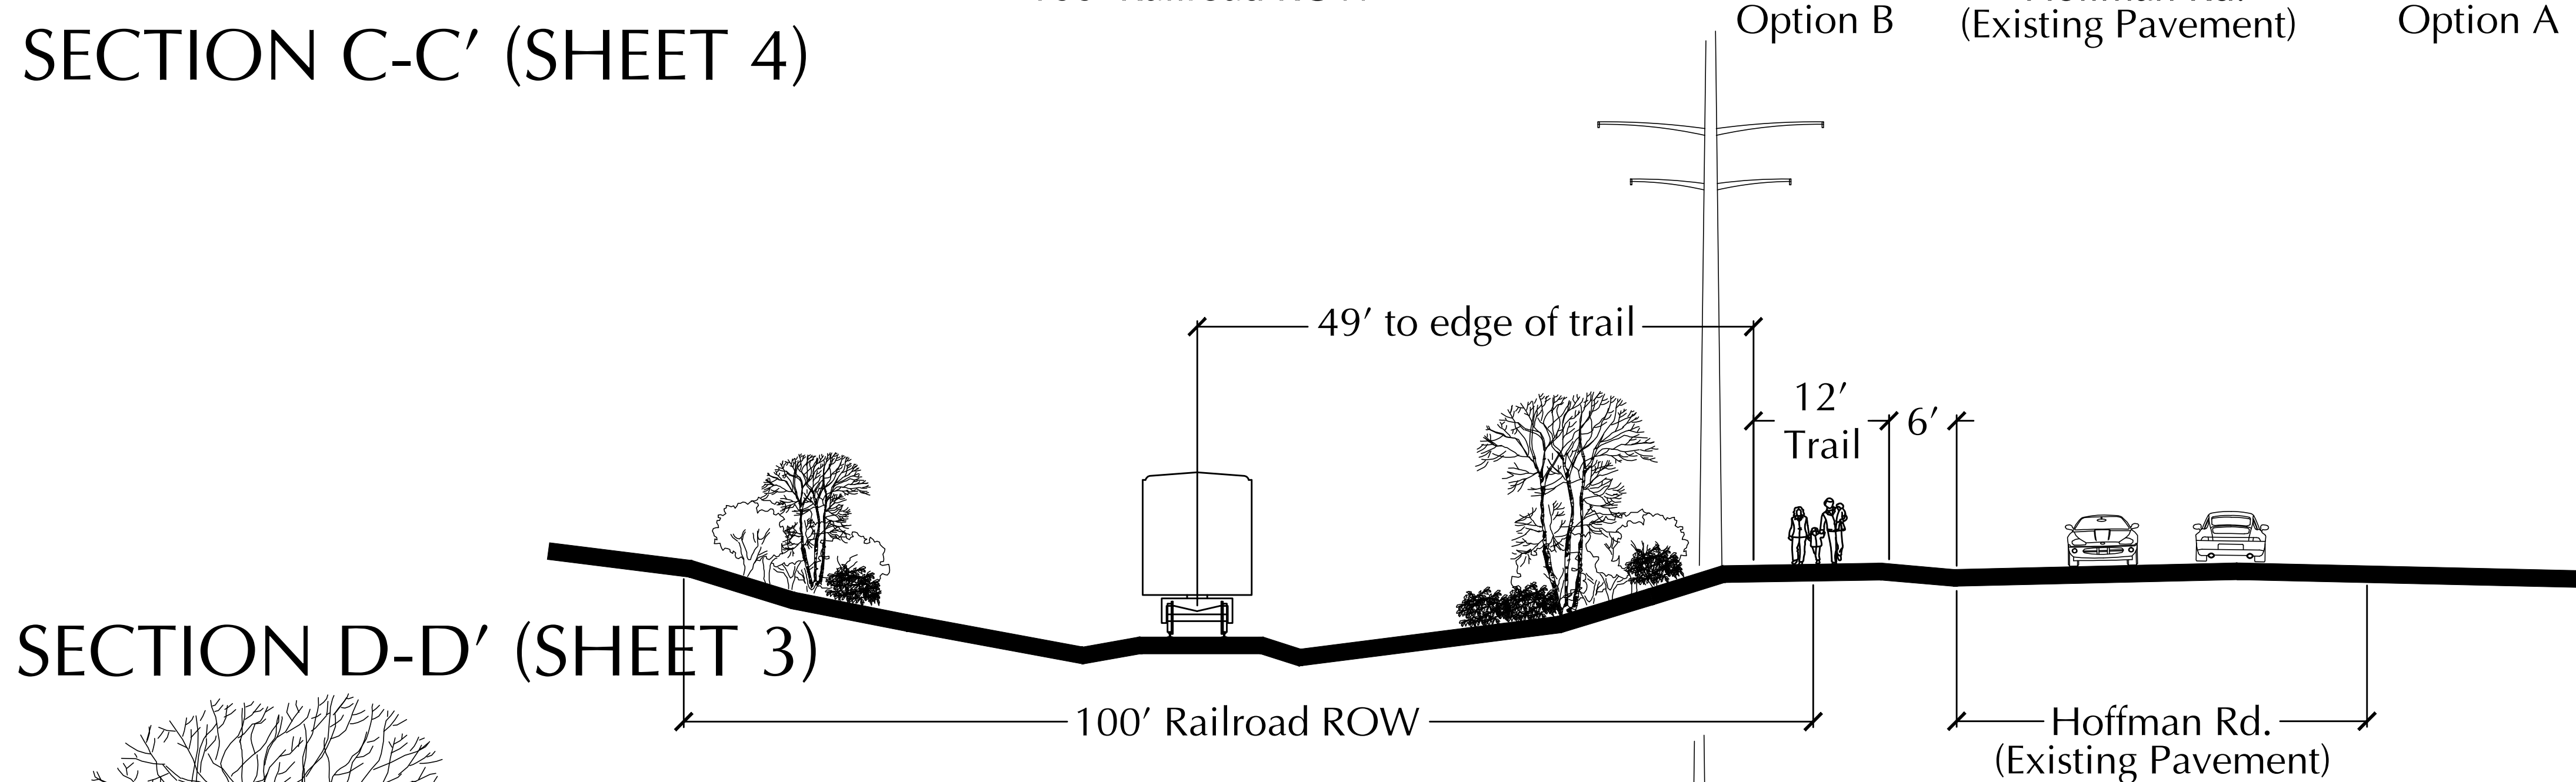 Option B
(Existing Pavement)
Option A
SECTION C-C′ (SHEET 4)
49′ to edge of trail
12′
Trail
6′
SECTION D-D′ (SHEET 3)
100′ Railroad ROW
Hoffman Rd.
(Existing Pavement)